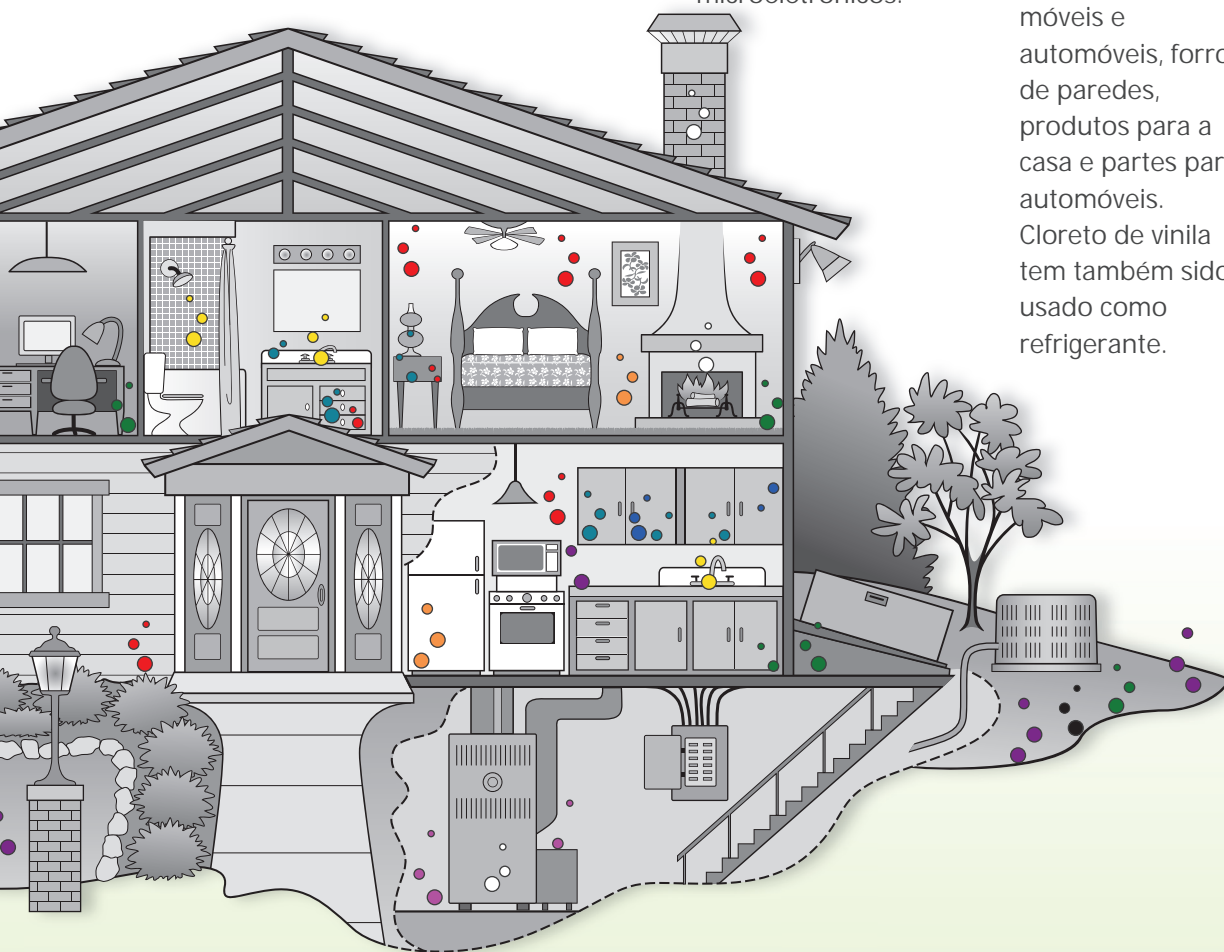 microeletrônicos.
móveis e
automóveis, forro
de paredes,
produtos para a
casa e partes par
automóveis.
Cloreto de vinila
tem também sido
usado como
refrigerante.